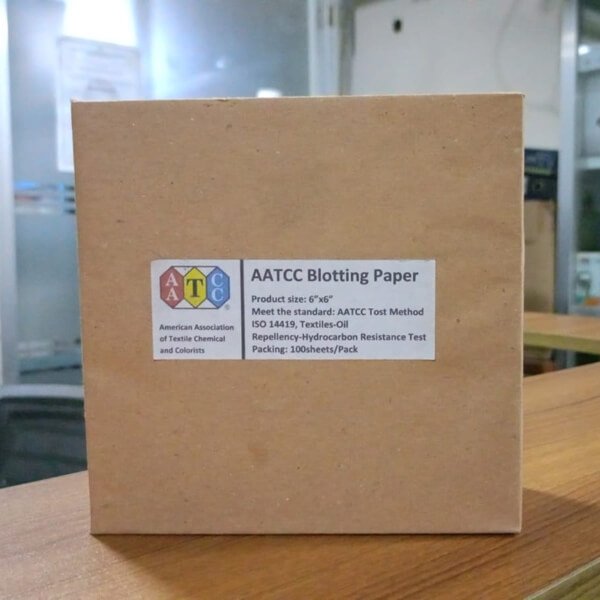 AATCC
American Association
of Textile Chemical
and Colorists
AATCC Blotting Paper
Product size: 6”x6”
Meet the standard: AATCC Tost Method
ISO 14419, Textiles-Oil
Repellency-Hydrocarbon Resistance Test
Packing: 100sheets/Pack